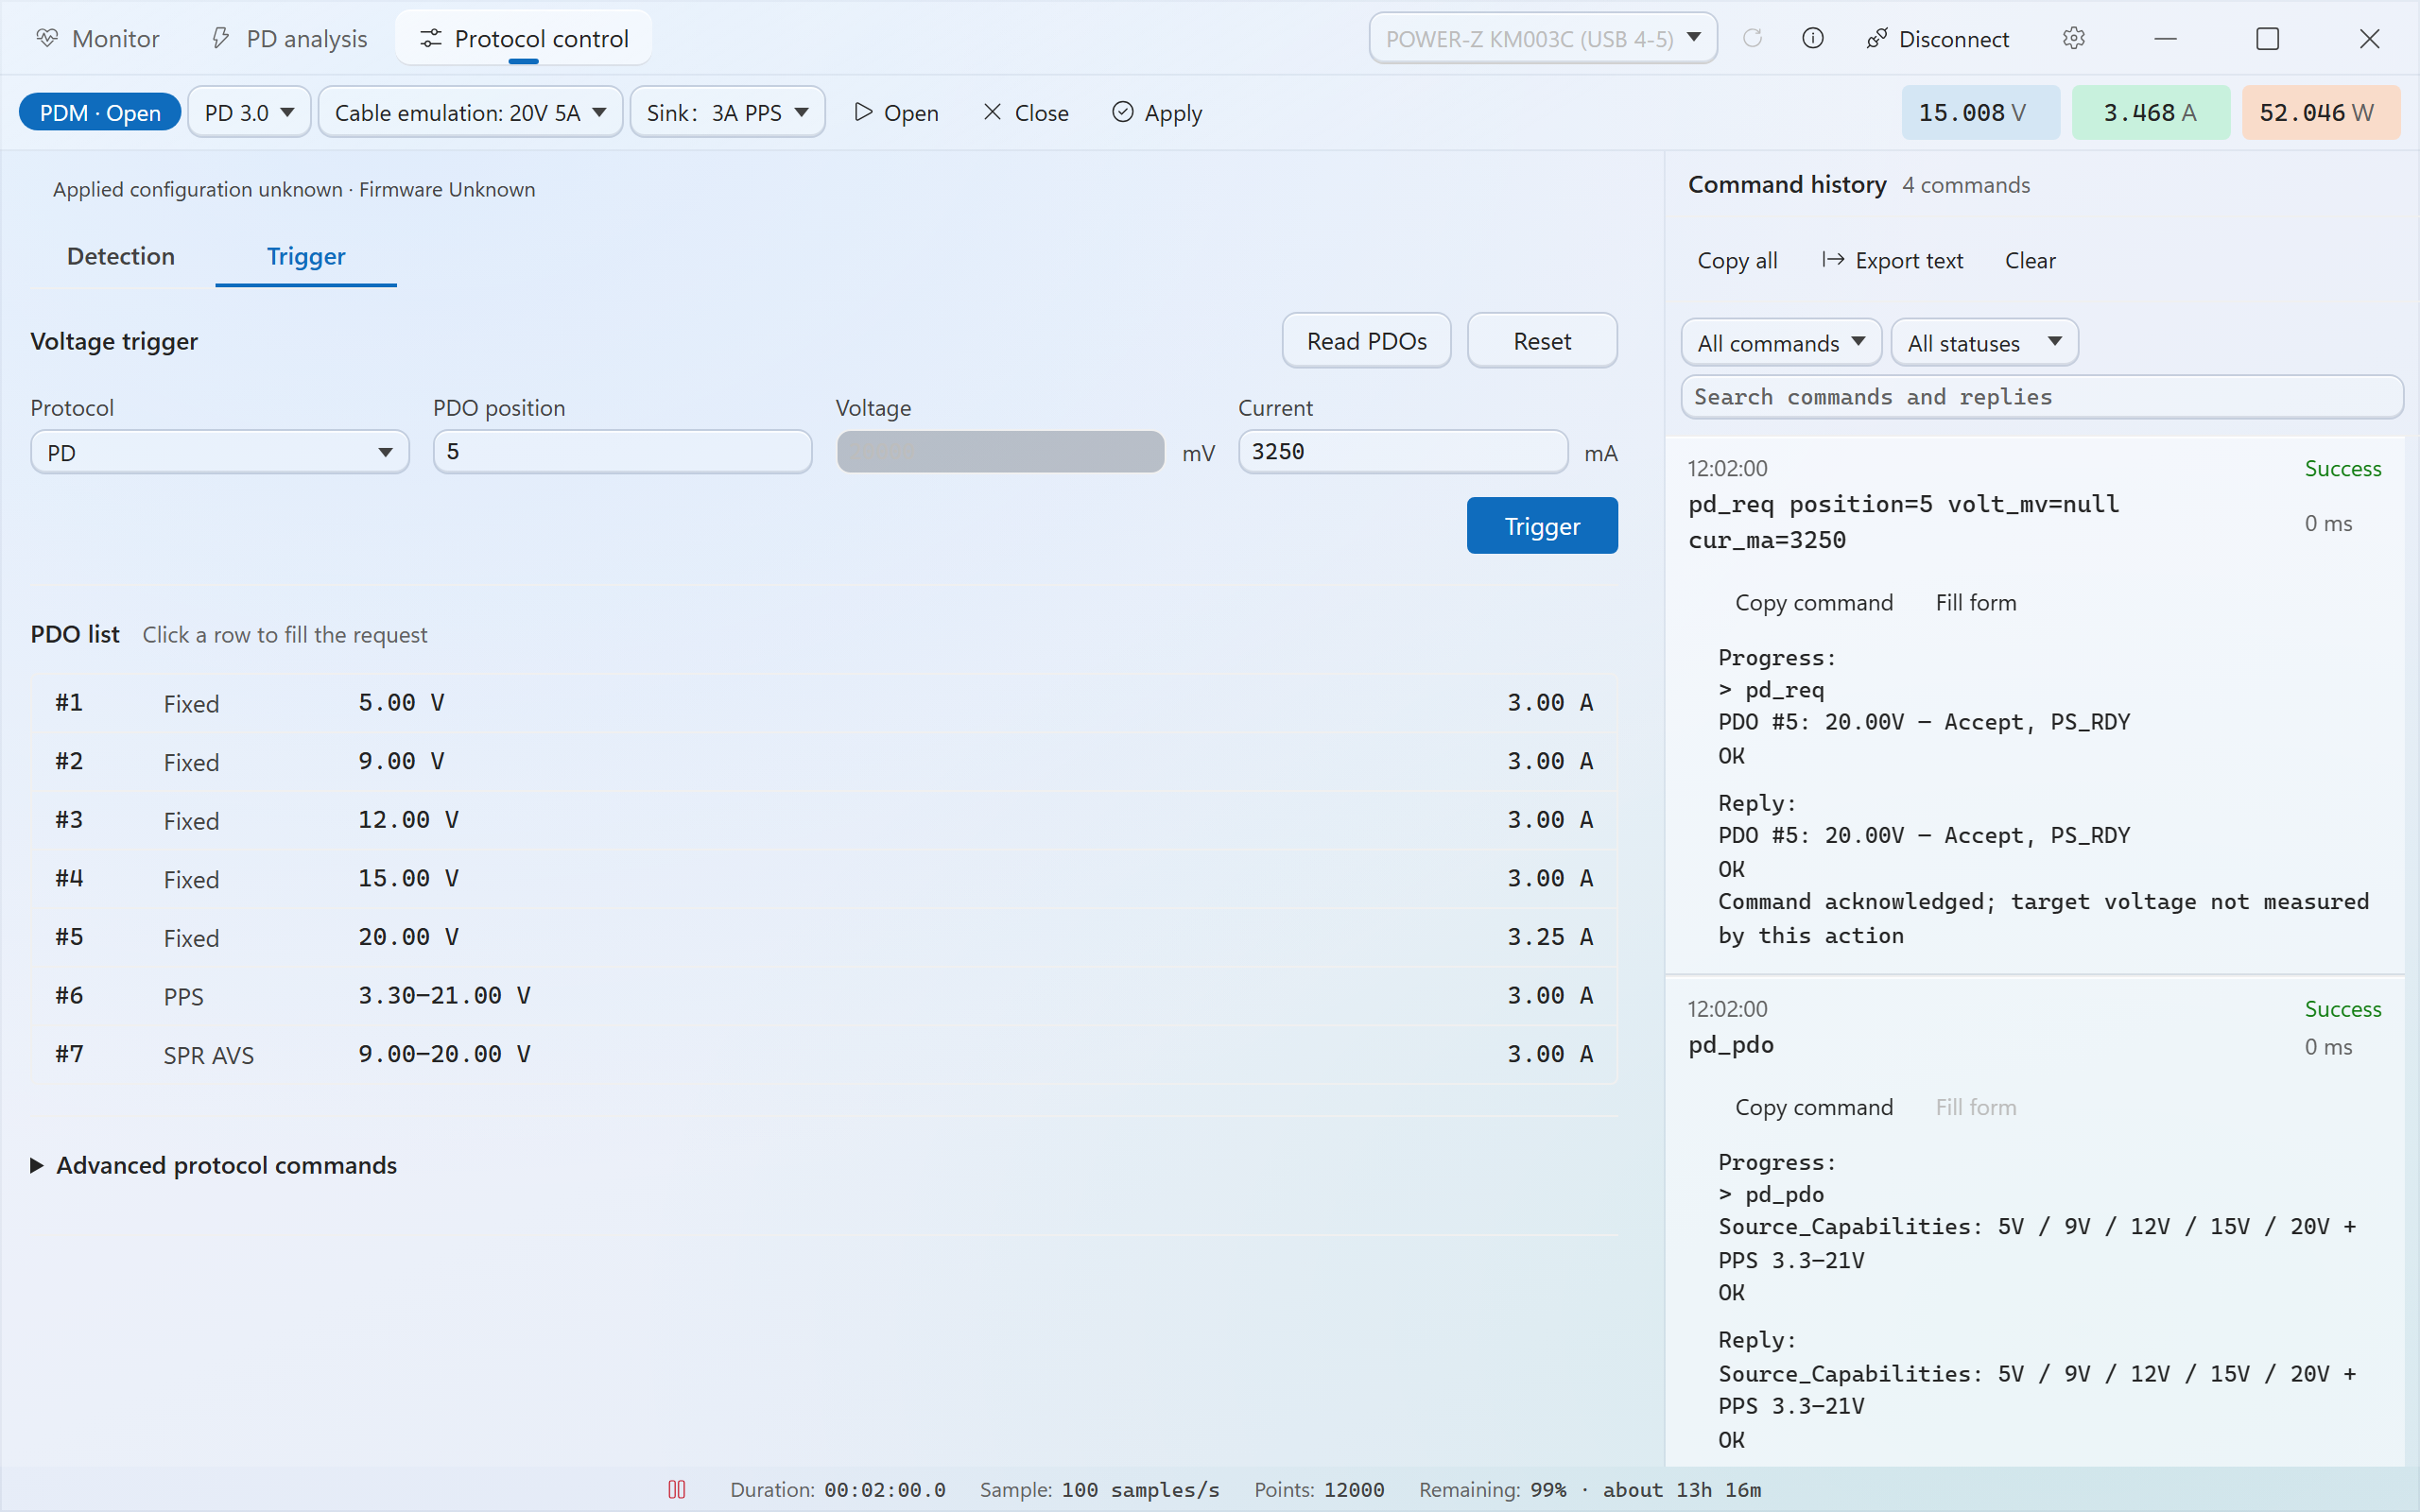 Monitor
PD analysis
Protocol control
POWER-Z KM003C (USB 4-5)
Disconnect
PDM · Open
PD 3.0
Cable emulation: 20V 5A
Sink: 3A PPS
Open
Close
Apply
15.008 V
3.468 A
52.046 W
Applied configuration unknown · Firmware Unknown
Detection
Trigger
Voltage trigger
Read PDOs
Reset
Protocol
PDO position
Voltage
Current
PD
5
mV
3250
mA
Trigger
PDO list Click a row to fill the request
#1 Fixed 5.00 V 3.00 A
#2 Fixed 9.00 V 3.00 A
#3 Fixed 12.00 V 3.00 A
#4 Fixed 15.00 V 3.00 A
#5 Fixed 20.00 V 3.25 A
#6 PPS 3.30–21.00 V 3.00 A
#7 SPR AVS 9.00–20.00 V 3.00 A
Advanced protocol commands
Command history 4 commands
Copy all
Export text
Clear
All commands
All statuses
Search commands and replies
12:02:00 Success
pd_req position=5 volt_mv=null
cur_ma=3250
0 ms
Copy command
Fill form
Progress:
> pd_req
PDO #5: 20.00V — Accept, PS_RDY
OK
Reply:
PDO #5: 20.00V — Accept, PS_RDY
OK
Command acknowledged; target voltage not measured
by this action
12:02:00 Success
pd_pdo 0 ms
Copy command
Fill form
Progress:
> pd_pdo
Source_Capabilities: 5V / 9V / 12V / 15V / 20V +
PPS 3.3–21V
OK
Reply:
Source_Capabilities: 5V / 9V / 12V / 15V / 20V +
PPS 3.3–21V
OK
Duration: 00:02:00.0 Sample: 100 samples/s Points: 12000 Remaining: 99% · about 13h 16m